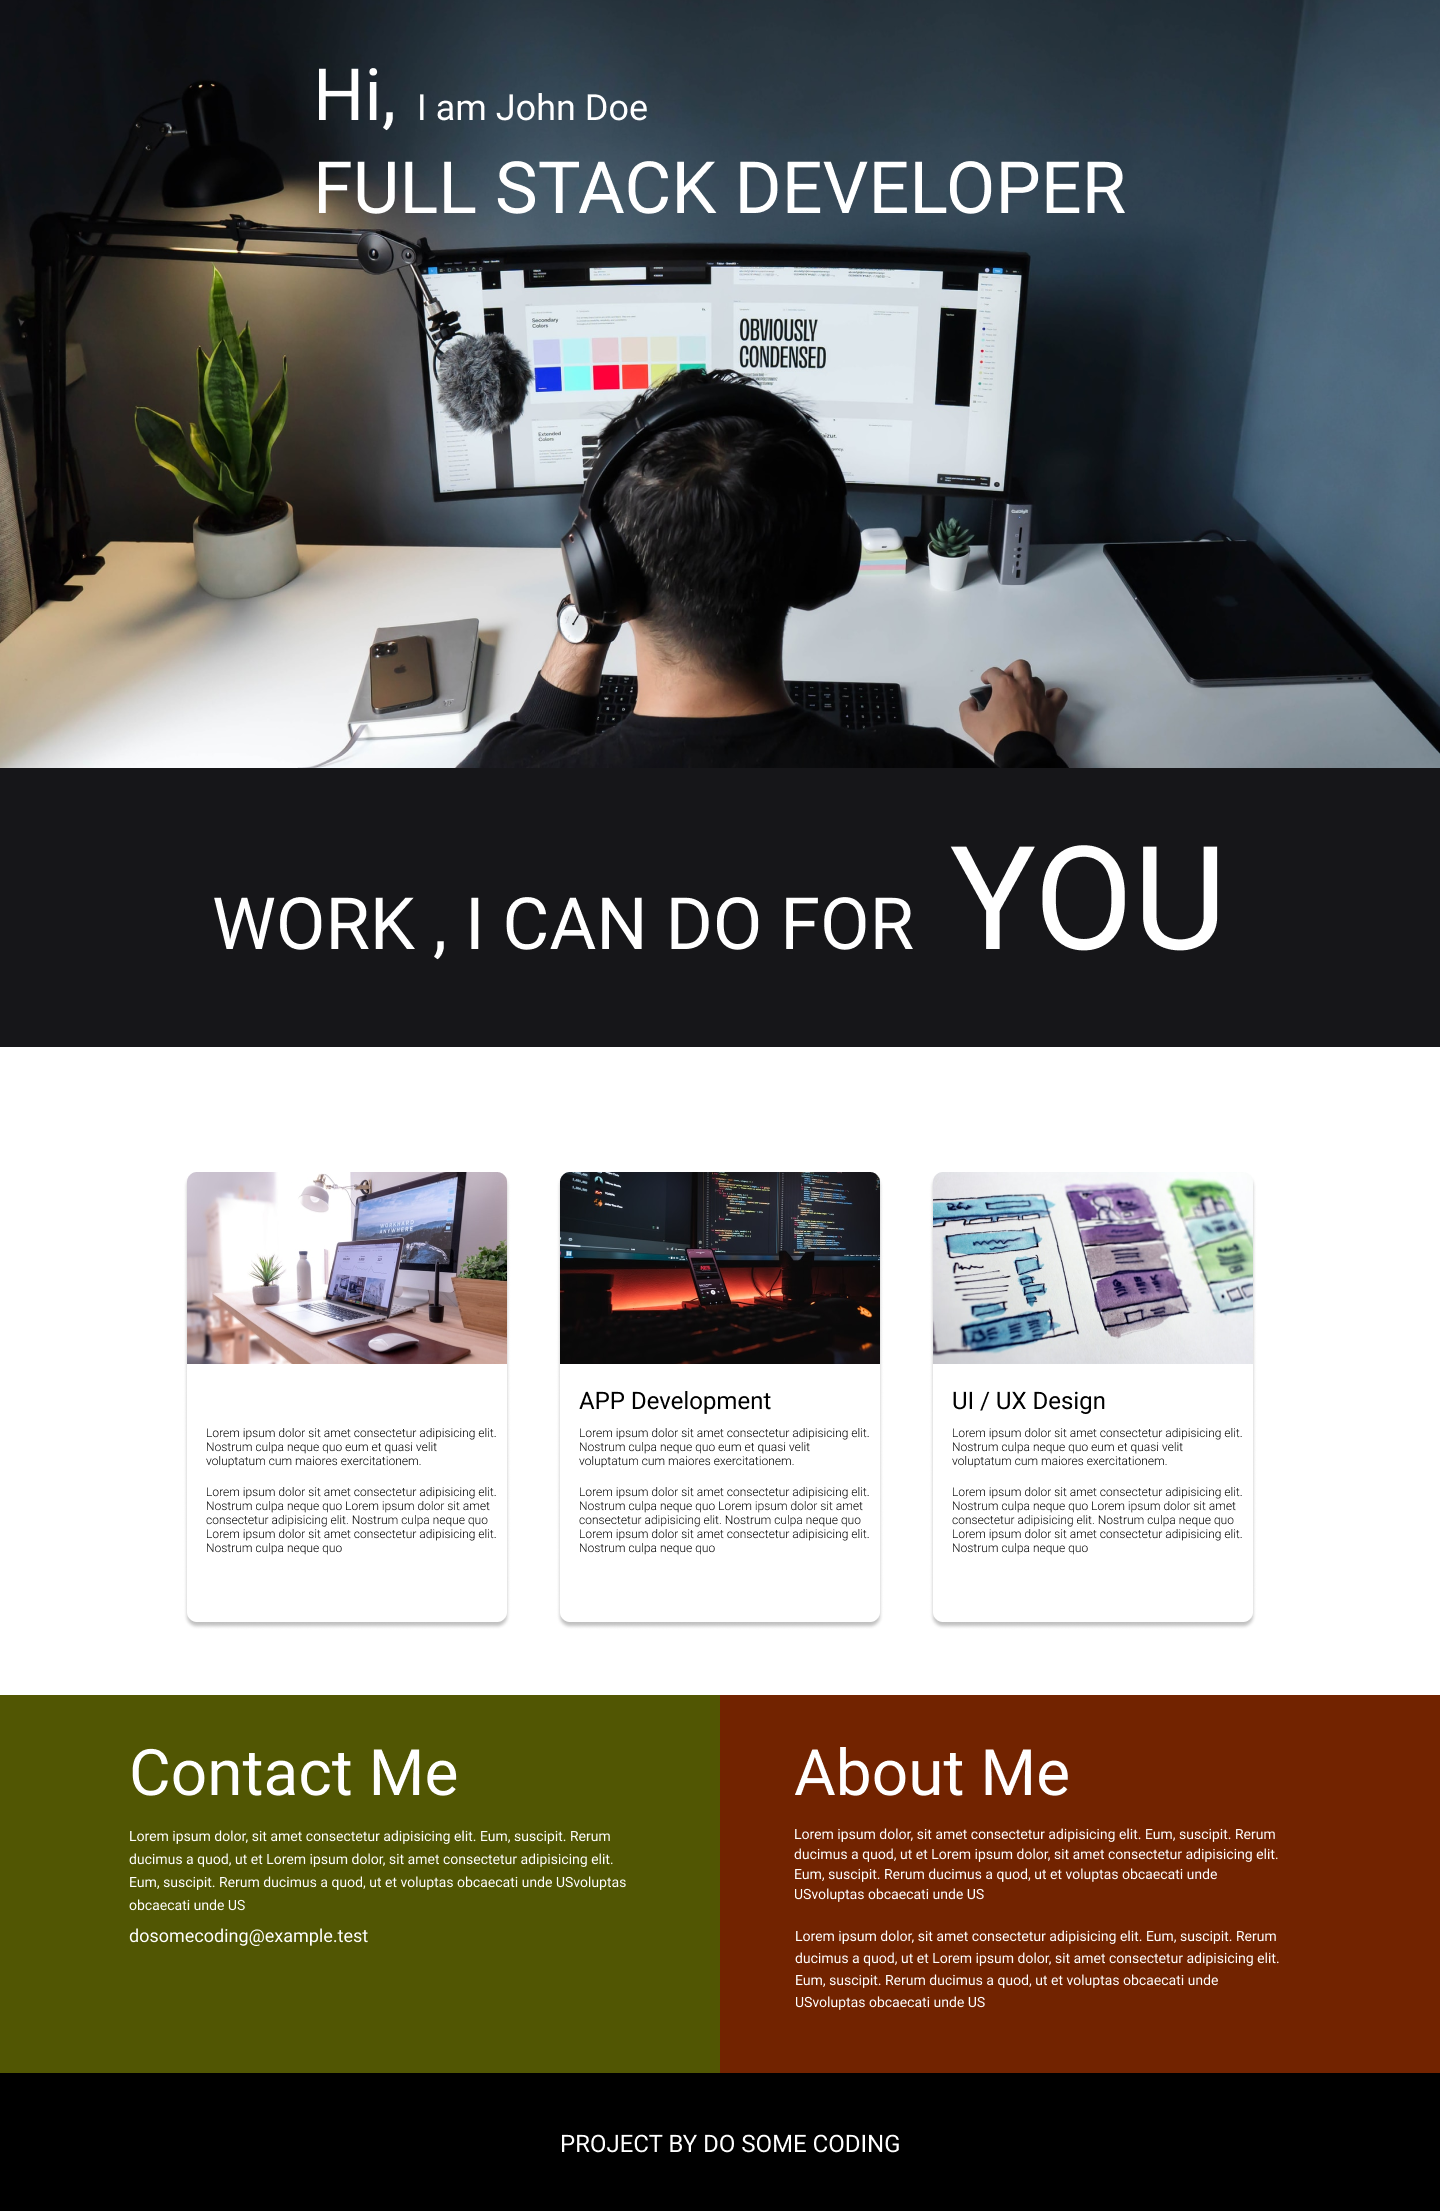 Hi, I am John Doe
FULL STACK DEVELOPER
Secondary
Colors
OBVIOUSLY
CONDENSED
Extended
Colors
WORK , I CAN DO FOR YOU
WORKHARD
ANYWHERE
Lorem ipsum dolor sit amet consectetur adipisicing elit.
Nostrum culpa neque quo eum et quasi velit
voluptatum cum maiores exercitationem.
Lorem ipsum dolor sit amet consectetur adipisicing elit.
Nostrum culpa neque quo Lorem ipsum dolor sit amet
consectetur adipisicing elit. Nostrum culpa neque quo
Lorem ipsum dolor sit amet consectetur adipisicing elit.
Nostrum culpa neque quo
APP Development
Lorem ipsum dolor sit amet consectetur adipisicing elit.
Nostrum culpa neque quo eum et quasi velit
voluptatum cum maiores exercitationem.
Lorem ipsum dolor sit amet consectetur adipisicing elit.
Nostrum culpa neque quo Lorem ipsum dolor sit amet
consectetur adipisicing elit. Nostrum culpa neque quo
Lorem ipsum dolor sit amet consectetur adipisicing elit.
Nostrum culpa neque quo
UI / UX Design
Lorem ipsum dolor sit amet consectetur adipisicing elit.
Nostrum culpa neque quo eum et quasi velit
voluptatum cum maiores exercitationem.
Lorem ipsum dolor sit amet consectetur adipisicing elit.
Nostrum culpa neque quo Lorem ipsum dolor sit amet
consectetur adipisicing elit. Nostrum culpa neque quo
Lorem ipsum dolor sit amet consectetur adipisicing elit.
Nostrum culpa neque quo
Contact Me
Lorem ipsum dolor, sit amet consectetur adipisicing elit. Eum, suscipit. Rerum
ducimus a quod, ut et Lorem ipsum dolor, sit amet consectetur adipisicing elit.
Eum, suscipit. Rerum ducimus a quod, ut et voluptas obcaecati unde USvoluptas
obcaecati unde US
dosomecoding@example.test
About Me
Lorem ipsum dolor, sit amet consectetur adipisicing elit. Eum, suscipit. Rerum
ducimus a quod, ut et Lorem ipsum dolor, sit amet consectetur adipisicing elit.
Eum, suscipit. Rerum ducimus a quod, ut et voluptas obcaecati unde
USvoluptas obcaecati unde US
Lorem ipsum dolor, sit amet consectetur adipisicing elit. Eum, suscipit. Rerum
ducimus a quod, ut et Lorem ipsum dolor, sit amet consectetur adipisicing elit.
Eum, suscipit. Rerum ducimus a quod, ut et voluptas obcaecati unde
USvoluptas obcaecati unde US
PROJECT BY DO SOME CODING